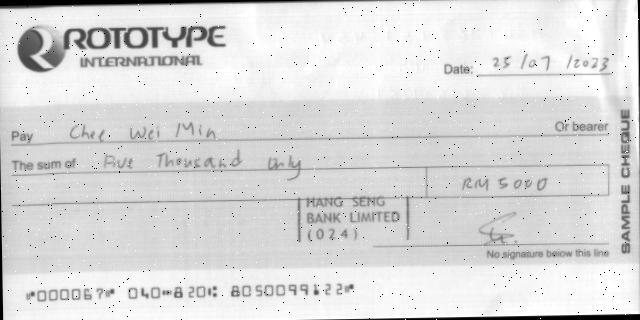 ROTOTYPE
INTERNATIONAL
Date: 25/07/2023
Pay Chee Wei Min Or bearer
The sum of Five Thousand Only
RM 5000
HANG SENG
BANK LIMITED
(024)
No signature below this line
SAMPLE CHEQUE
"000067" 040-820: 8050099122"